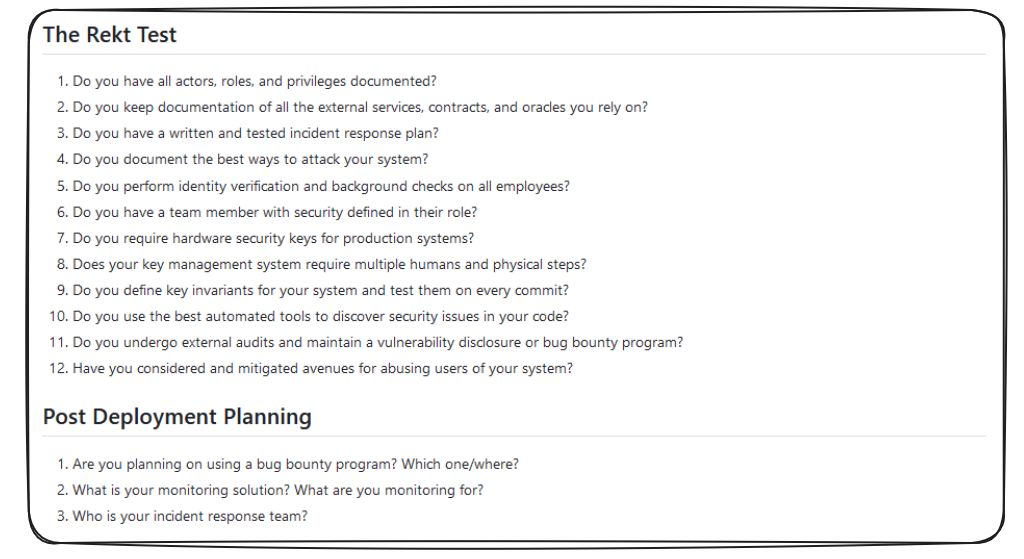 The Rekt Test
1. Do you have all actors, roles, and privileges documented?
2. Do you keep documentation of all the external services, contracts, and oracles you rely on?
3. Do you have a written and tested incident response plan?
4. Do you document the best ways to attack your system?
5. Do you perform identity verification and background checks on all employees?
6. Do you have a team member with security defined in their role?
7. Do you require hardware security keys for production systems?
8. Does your key management system require multiple humans and physical steps?
9. Do you define key invariants for your system and test them on every commit?
10. Do you use the best automated tools to discover security issues in your code?
11. Do you undergo external audits and maintain a vulnerability disclosure or bug bounty program?
12. Have you considered and mitigated avenues for abusing users of your system?
Post Deployment Planning
1. Are you planning on using a bug bounty program? Which one/where?
2. What is your monitoring solution? What are you monitoring for?
3. Who is your incident response team?